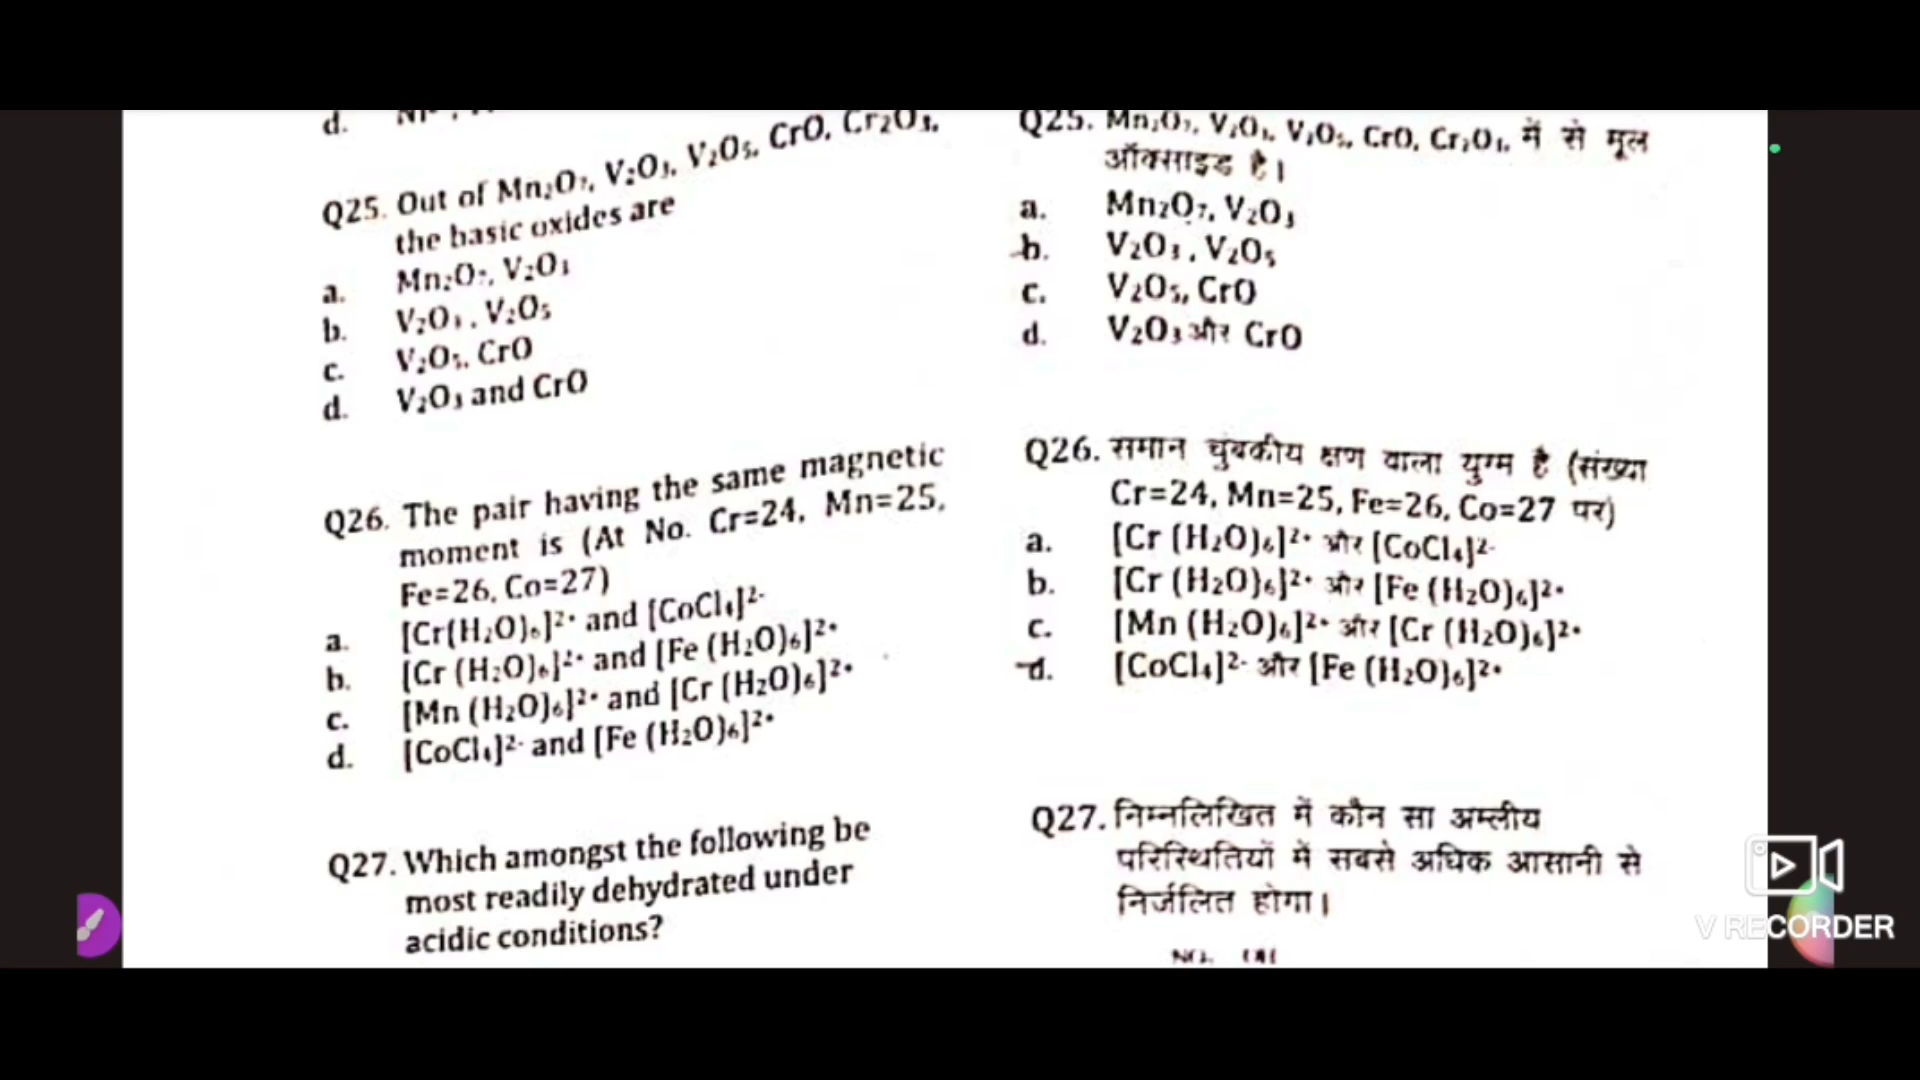 d.
Q25. Out of Mn₂O₇, V₂O₃, V₂O₅, CrO, Cr₂O₃,
the basic oxides are
a. Mn₂O₇, V₂O₃
b. V₂O₃, V₂O₅
c. V₂O₅, CrO
d. V₂O₃ and CrO
Q26. The pair having the same magnetic
moment is (At No. Cr=24, Mn=25,
Fe=26, Co=27)
a. [Cr(H₂O)₆]²⁺ and [CoCl₄]²⁻
b. [Cr (H₂O)₆]²⁺ and [Fe (H₂O)₆]²⁺
c. [Mn (H₂O)₆]²⁺ and [Cr (H₂O)₆]²⁺
d. [CoCl₄]²⁻ and [Fe (H₂O)₆]²⁺
Q27. Which amongst the following be
most readily dehydrated under
acidic conditions?
Q25. Mn₂O₇, V₂O₃, V₂O₅, CrO, Cr₂O₃, में से मूल
ऑक्साइड है।
a. Mn₂O₇, V₂O₃
b. V₂O₃, V₂O₅
c. V₂O₅, CrO
d. V₂O₃ और CrO
Q26. समान चुंबकीय क्षण वाला युग्म है (संख्या
Cr=24, Mn=25, Fe=26, Co=27 पर)
a. [Cr (H₂O)₆]²⁺ और [CoCl₄]²⁻
b. [Cr (H₂O)₆]²⁺ और [Fe (H₂O)₆]²⁺
c. [Mn (H₂O)₆]²⁺ और [Cr (H₂O)₆]²⁺
d. [CoCl₄]²⁻ और [Fe (H₂O)₆]²⁺
Q27. निम्नलिखित में कौन सा अम्लीय
परिस्थितियों में सबसे अधिक आसानी से
निर्जलित होगा।
V RECORDER